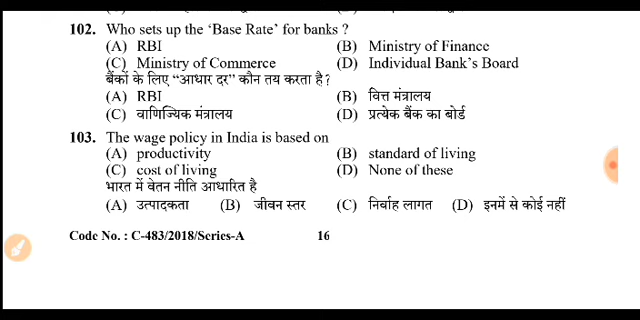 102. Who sets up the ‘Base Rate’ for banks ?
(A) RBI (B) Ministry of Finance
(C) Ministry of Commerce (D) Individual Bank’s Board
बैंकों के लिए “आधार दर” कौन तय करता है ?
(A) RBI (B) वित्त मंत्रालय
(C) वाणिज्यिक मंत्रालय (D) प्रत्येक बैंक का बोर्ड
103. The wage policy in India is based on
(A) productivity (B) standard of living
(C) cost of living (D) None of these
भारत में वेतन नीति आधारित है
(A) उत्पादकता (B) जीवन स्तर (C) निर्वाह लागत (D) इनमें से कोई नहीं
Code No. : C-483/2018/Series-A 16